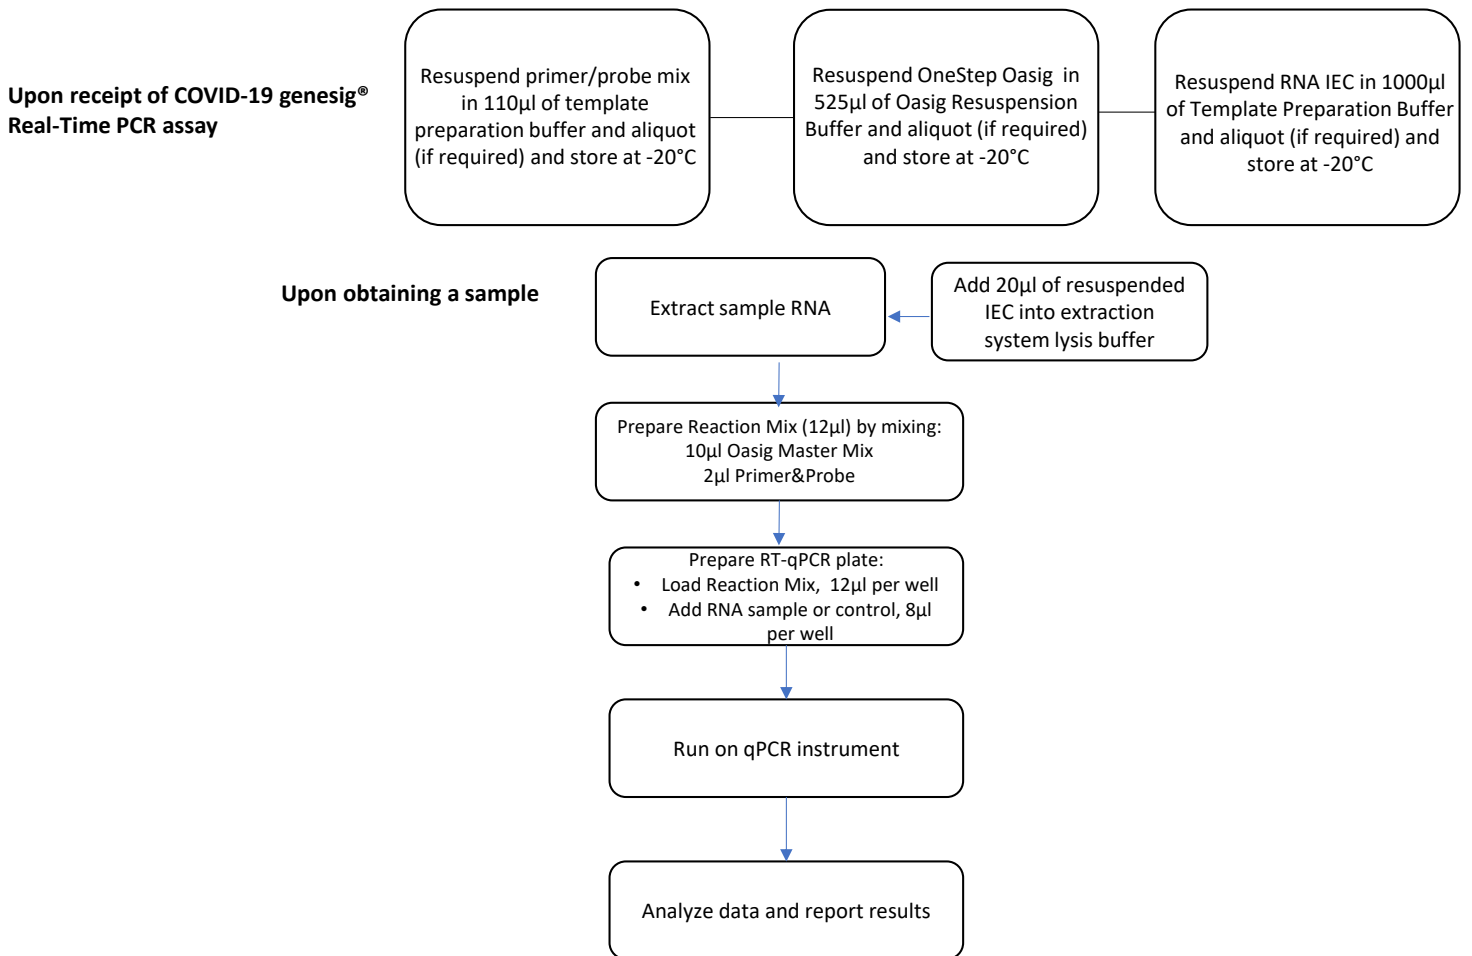 Upon receipt of COVID-19 genesig®
Real-Time PCR assay
Resuspend primer/probe mix
in 110µl of template
preparation buffer and aliquot
(if required) and store at -20°C
Resuspend OneStep Oasig in
525µl of Oasig Resuspension
Buffer and aliquot (if required)
and store at -20°C
Resuspend RNA IEC in 1000µl
of Template Preparation Buffer
and aliquot (if required) and
store at -20°C
Upon obtaining a sample
Extract sample RNA
Add 20µl of resuspended
IEC into extraction
system lysis buffer
Prepare Reaction Mix (12µl) by mixing:
10µl Oasig Master Mix
2µl Primer&Probe
Prepare RT-qPCR plate:
• Load Reaction Mix, 12µl per well
• Add RNA sample or control, 8µl
per well
Run on qPCR instrument
Analyze data and report results